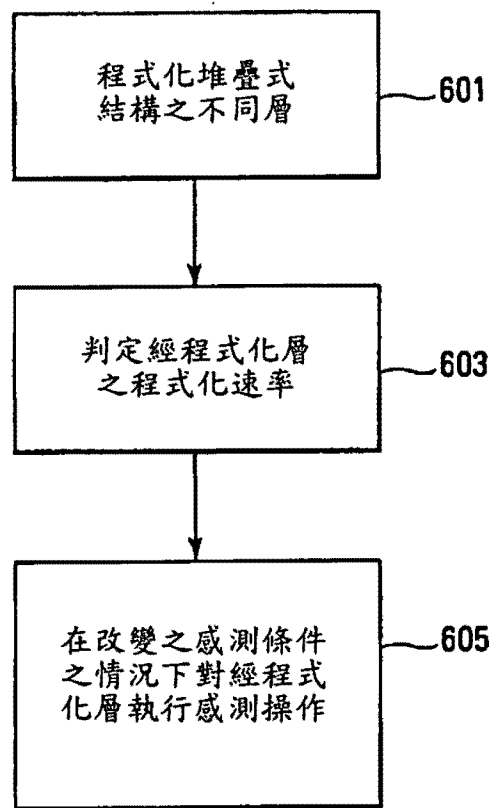 程式化堆疊式
結構之不同層
601
判定經程式化層
之程式化速率
603
在改變之感測條件
之情況下對經程式
化層執行感測操作
605